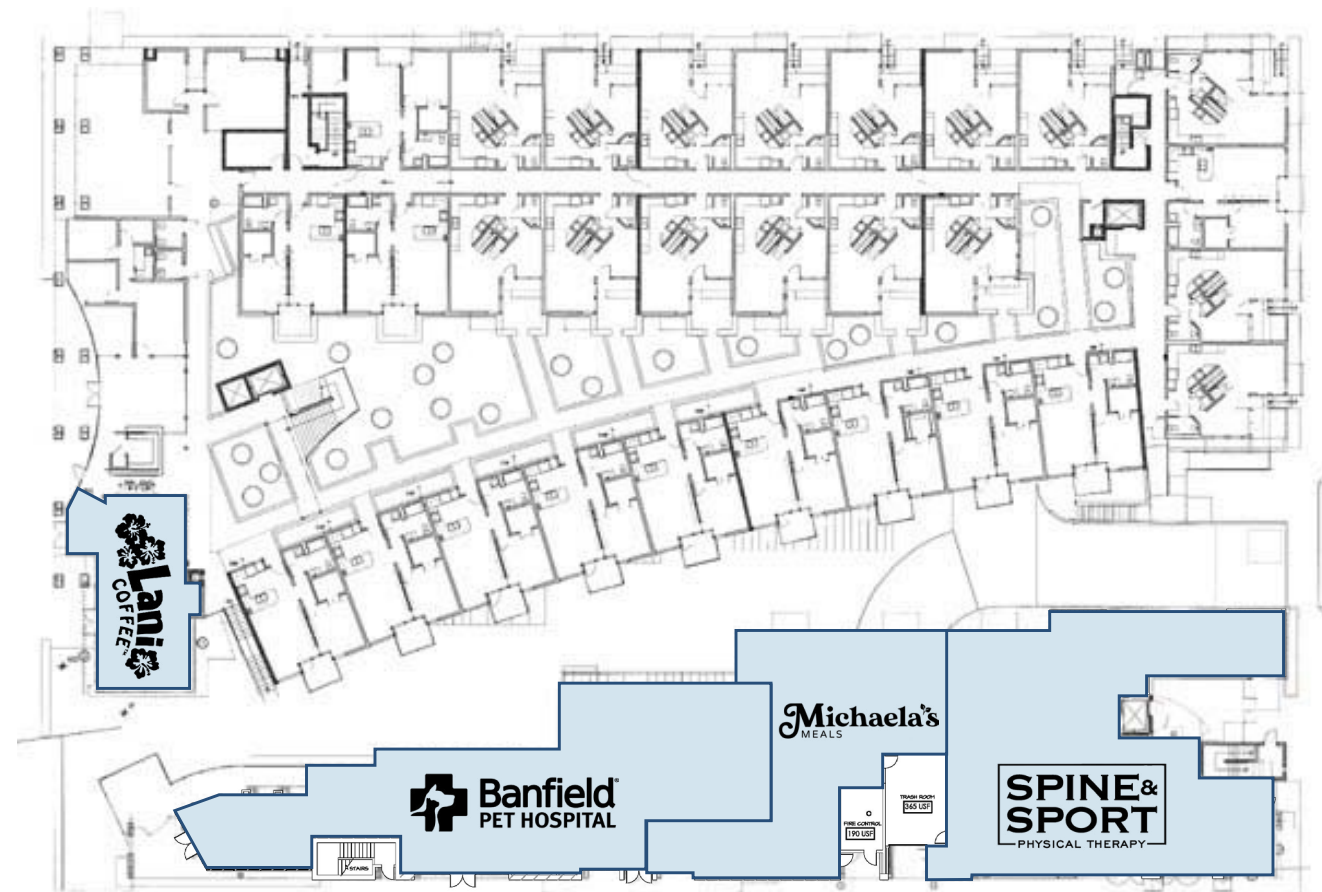 Lani
COFFEE™
Michaela's
MEALS
Banfield®
PET HOSPITAL
SPINE &
SPORT
PHYSICAL THERAPY
TRASH ROOM
365 USF
FIRE CONTROL
190 USF
STAIRS